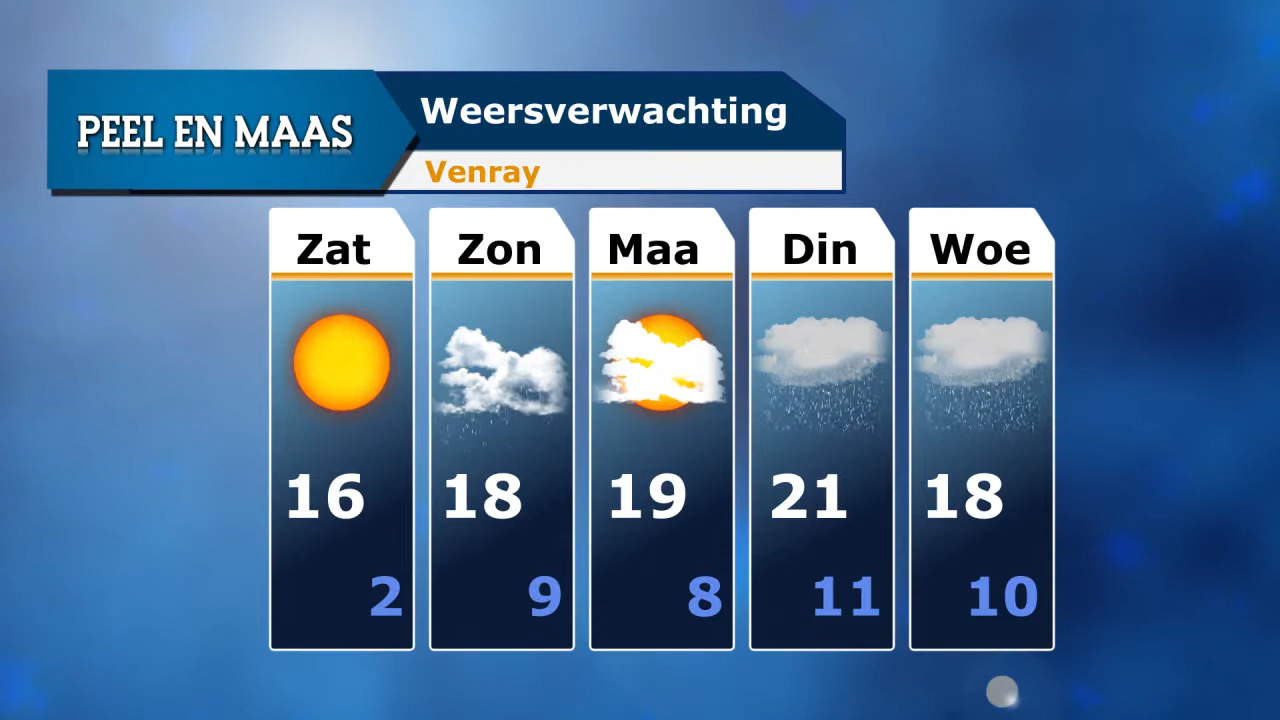 PEEL EN MAAS
Weersverwachting
Venray
Zat Zon Maa Din Woe
16 18 19 21 18
2 9 8 11 10